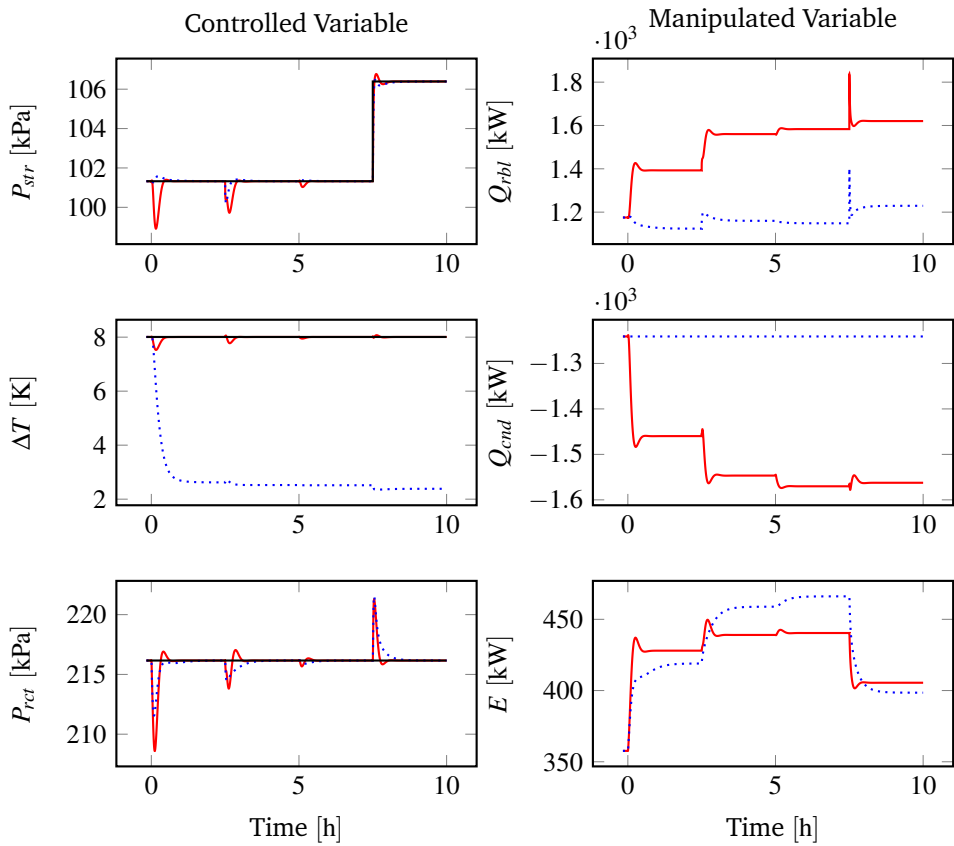 Controlled Variable
Manipulated Variable
·10³
106
104
102
100
P_str [kPa]
0 5 10
1.8
1.6
1.4
1.2
Q_rbl [kW]
0 5 10
8
6
4
2
ΔT [K]
0 5 10
·10³
−1.3
−1.4
−1.5
−1.6
Q_cnd [kW]
0 5 10
220
215
210
P_rct [kPa]
0 5 10
Time [h]
450
400
350
E [kW]
0 5 10
Time [h]